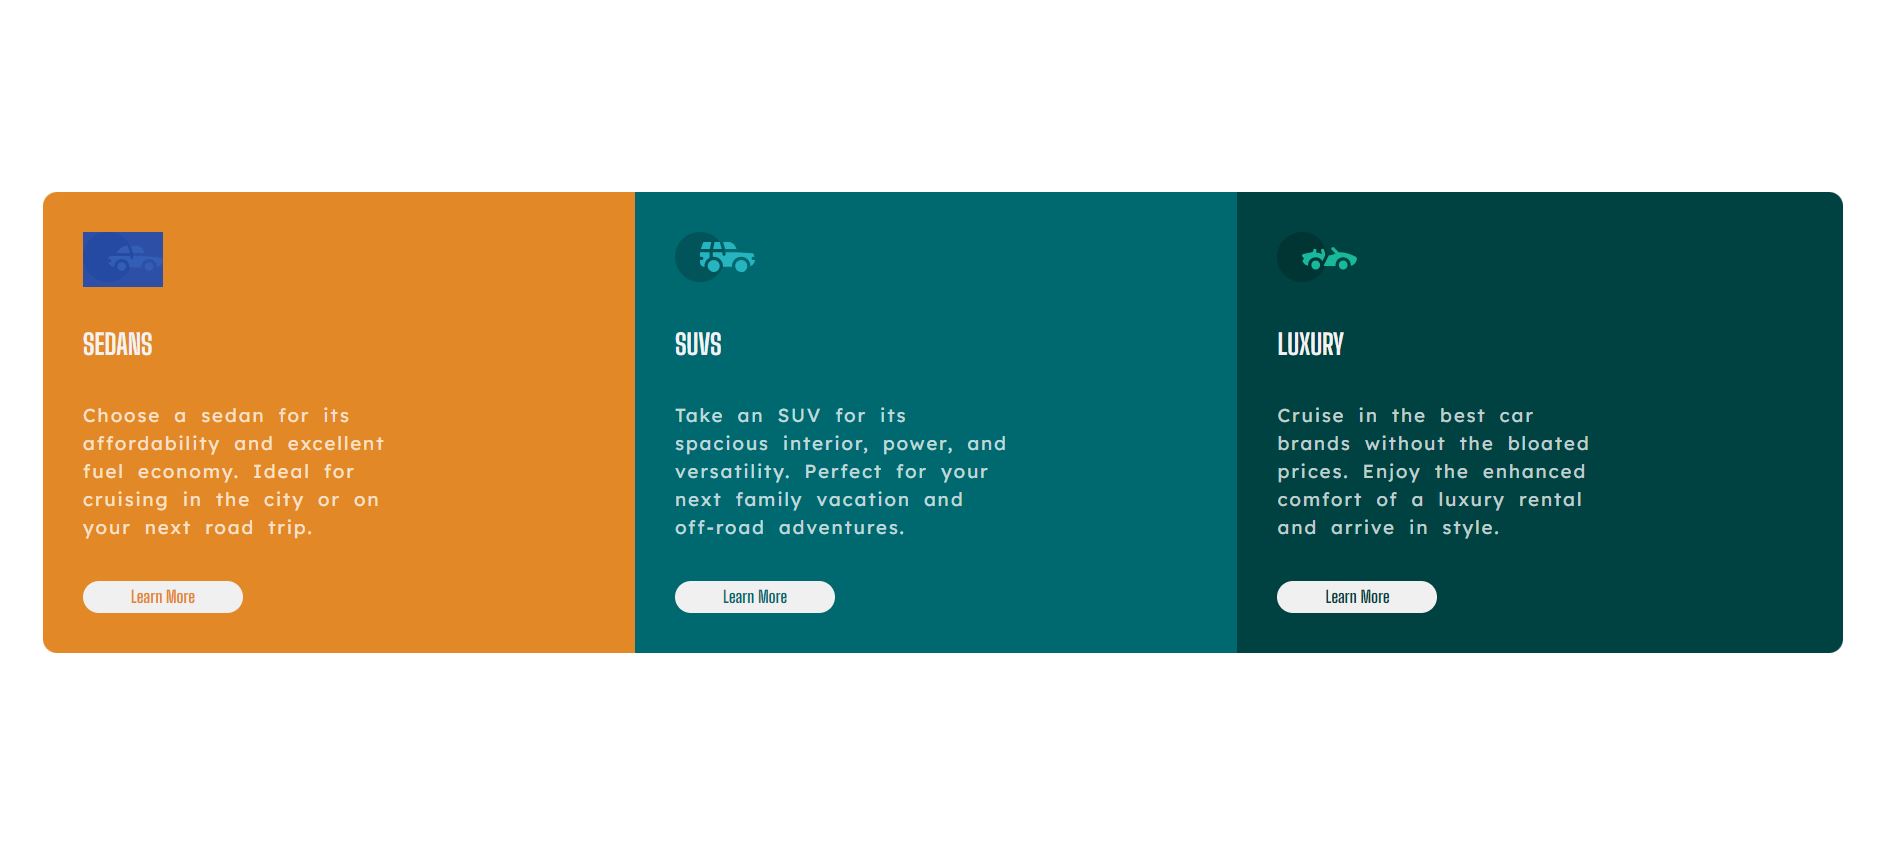 SEDANS
Choose a sedan for its
affordability and excellent
fuel economy. Ideal for
cruising in the city or on
your next road trip.
Learn More
SUVS
Take an SUV for its
spacious interior, power, and
versatility. Perfect for your
next family vacation and
off-road adventures.
Learn More
LUXURY
Cruise in the best car
brands without the bloated
prices. Enjoy the enhanced
comfort of a luxury rental
and arrive in style.
Learn More